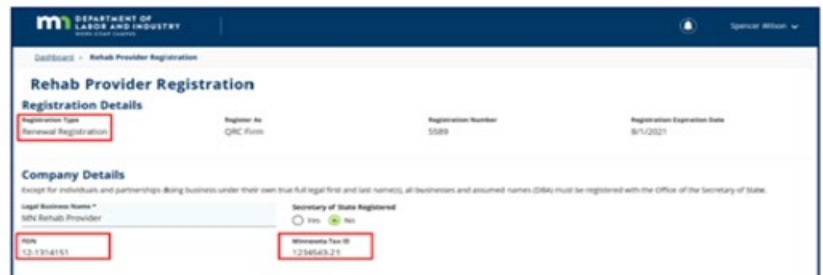 DEPARTMENT OF
LABOR AND INDUSTRY
WORK COMP CAMPUS
Spencer Wilson
Dashboard > Rehab Provider Registration
Rehab Provider Registration
Registration Details
Registration Type Register As Registration Number Registration Expiration Date
Renewal Registration QRC Firm 5589 8/1/2021
Company Details
Except for individuals and partnerships doing business under their own true full legal first and last name(s), all businesses and assumed names (DBA) must be registered with the Office of the Secretary of State.
Legal Business Name * Secretary of State Registered
MN Rehab Provider Yes No
FEIN Minnesota Tax ID
12-1314151 1234543-21